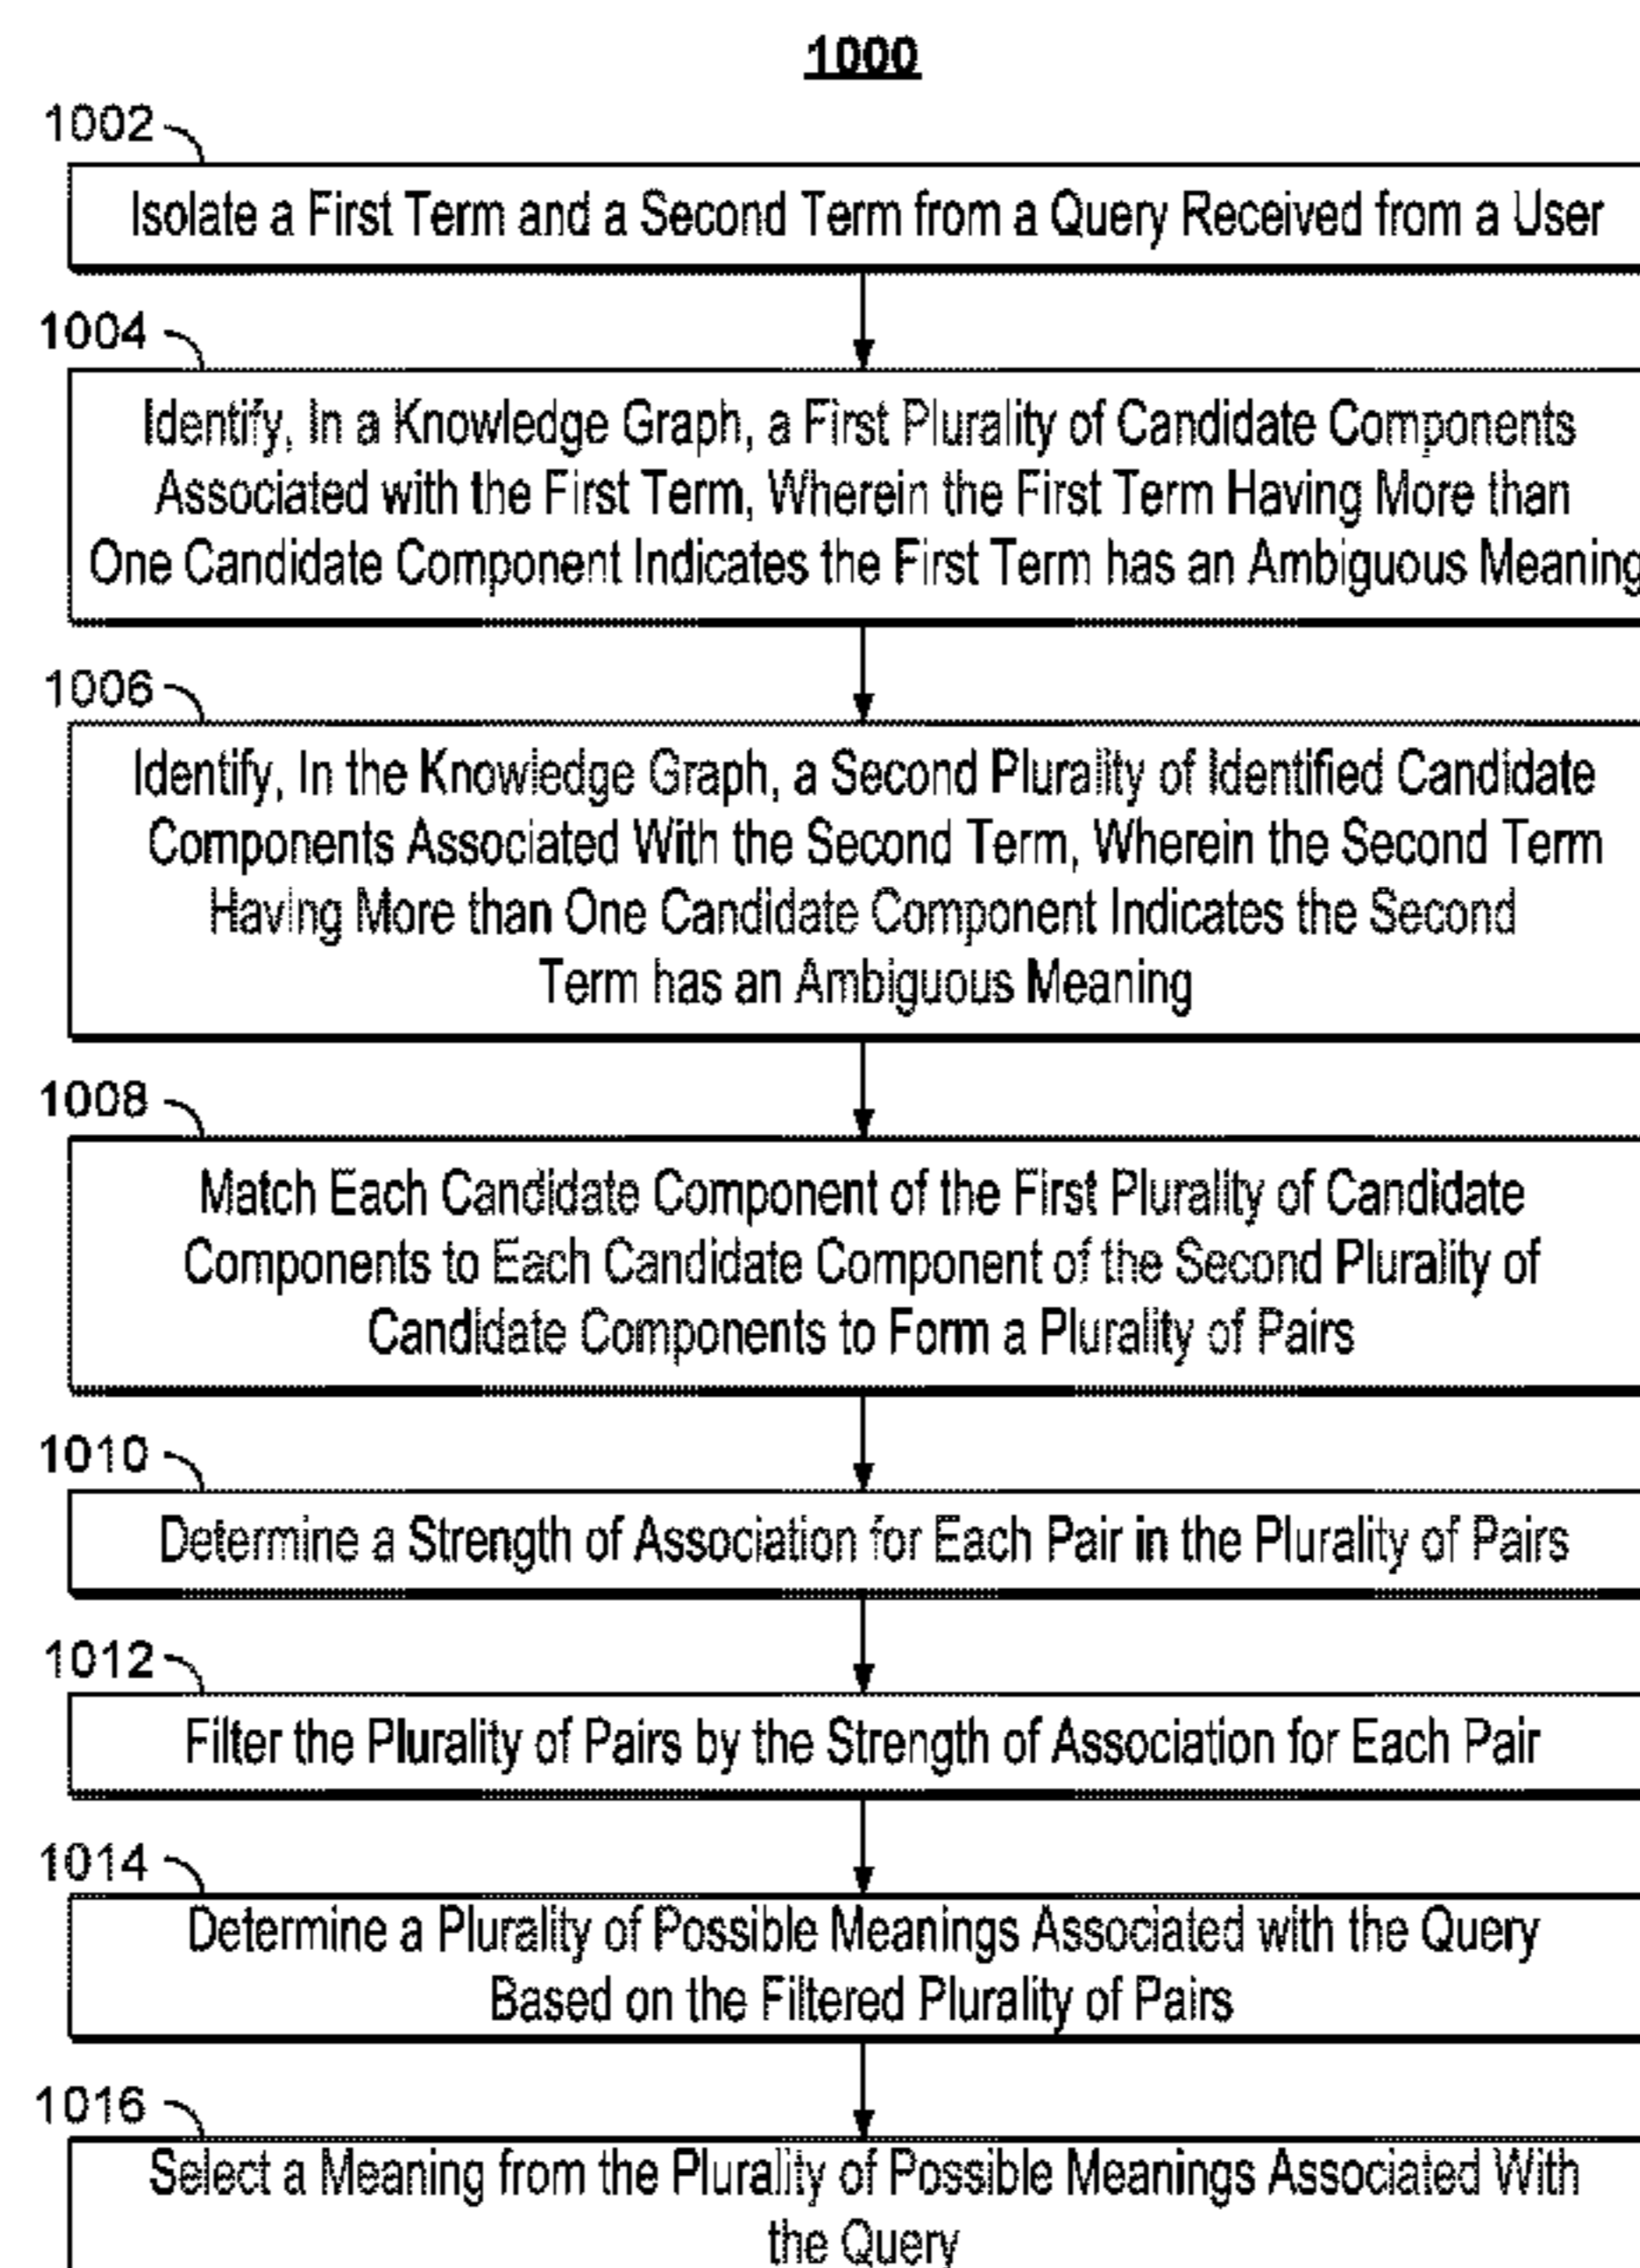 1000
1002
Isolate a First Term and a Second Term from a Query Received from a User
1004
Identify, In a Knowledge Graph, a First Plurality of Candidate Components
Associated with the First Term, Wherein the First Term Having More than
One Candidate Component Indicates the First Term has an Ambiguous Meaning
1006
Identify, In the Knowledge Graph, a Second Plurality of Identified Candidate
Components Associated With the Second Term, Wherein the Second Term
Having More than One Candidate Component Indicates the Second
Term has an Ambiguous Meaning
1008
Match Each Candidate Component of the First Plurality of Candidate
Components to Each Candidate Component of the Second Plurality of
Candidate Components to Form a Plurality of Pairs
1010
Determine a Strength of Association for Each Pair in the Plurality of Pairs
1012
Filter the Plurality of Pairs by the Strength of Association for Each Pair
1014
Determine a Plurality of Possible Meanings Associated with the Query
Based on the Filtered Plurality of Pairs
1016
Select a Meaning from the Plurality of Possible Meanings Associated With
the Query